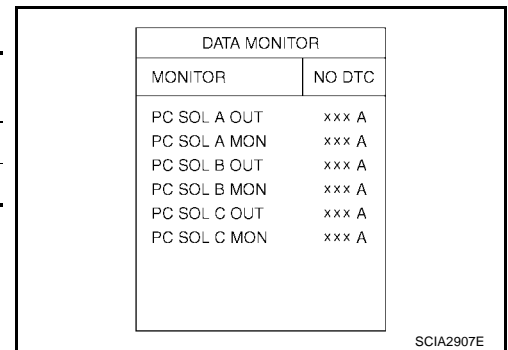 DATA MONITOR
MONITOR NO DTC
PC SOL A OUT xxx A
PC SOL A MON xxx A
PC SOL B OUT xxx A
PC SOL B MON xxx A
PC SOL C OUT xxx A
PC SOL C MON xxx A
SCIA2907E